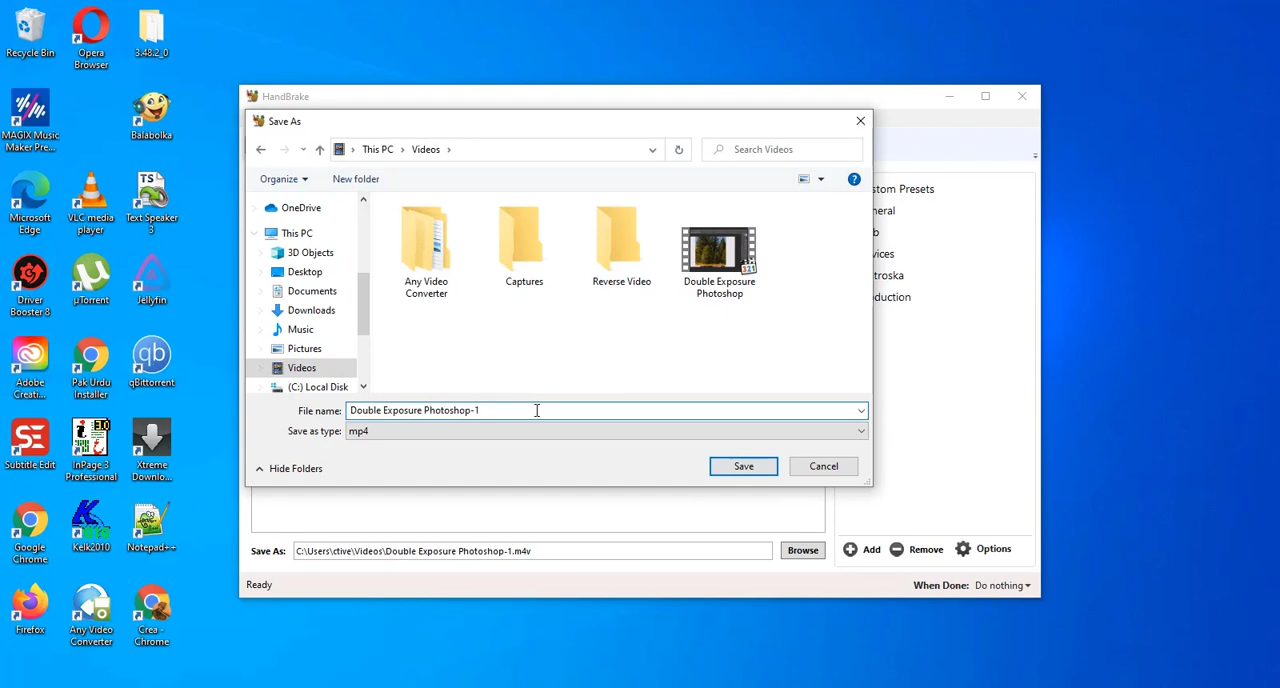 Recycle Bin
Opera
Browser
3.48.2_0
MAGIX Music
Maker Pre...
Balabolka
Microsoft
Edge
VLC media
player
Text Speaker
3
Driver
Booster 8
µTorrent
Jellyfin
Adobe
Creati...
Pak Urdu
Installer
qBittorrent
Subtitle Edit
InPage 3
Professional
Xtreme
Downlo...
Google
Chrome
Kelk2010
Notepad++
Firefox
Any Video
Converter
Crea -
Chrome
HandBrake
Save As
This PC > Videos >
Search Videos
Organize
New folder
OneDrive
This PC
3D Objects
Desktop
Documents
Downloads
Music
Pictures
Videos
(C:) Local Disk
Any Video
Converter
Captures
Reverse Video
Double Exposure
Photoshop
File name: Double Exposure Photoshop-1
Save as type: mp4
Hide Folders
Save
Cancel
stom Presets
neral
b
vices
troska
duction
Save As: C:\Users\ctive\Videos\Double Exposure Photoshop-1.m4v
Browse
Add
Remove
Options
Ready
When Done: Do nothing